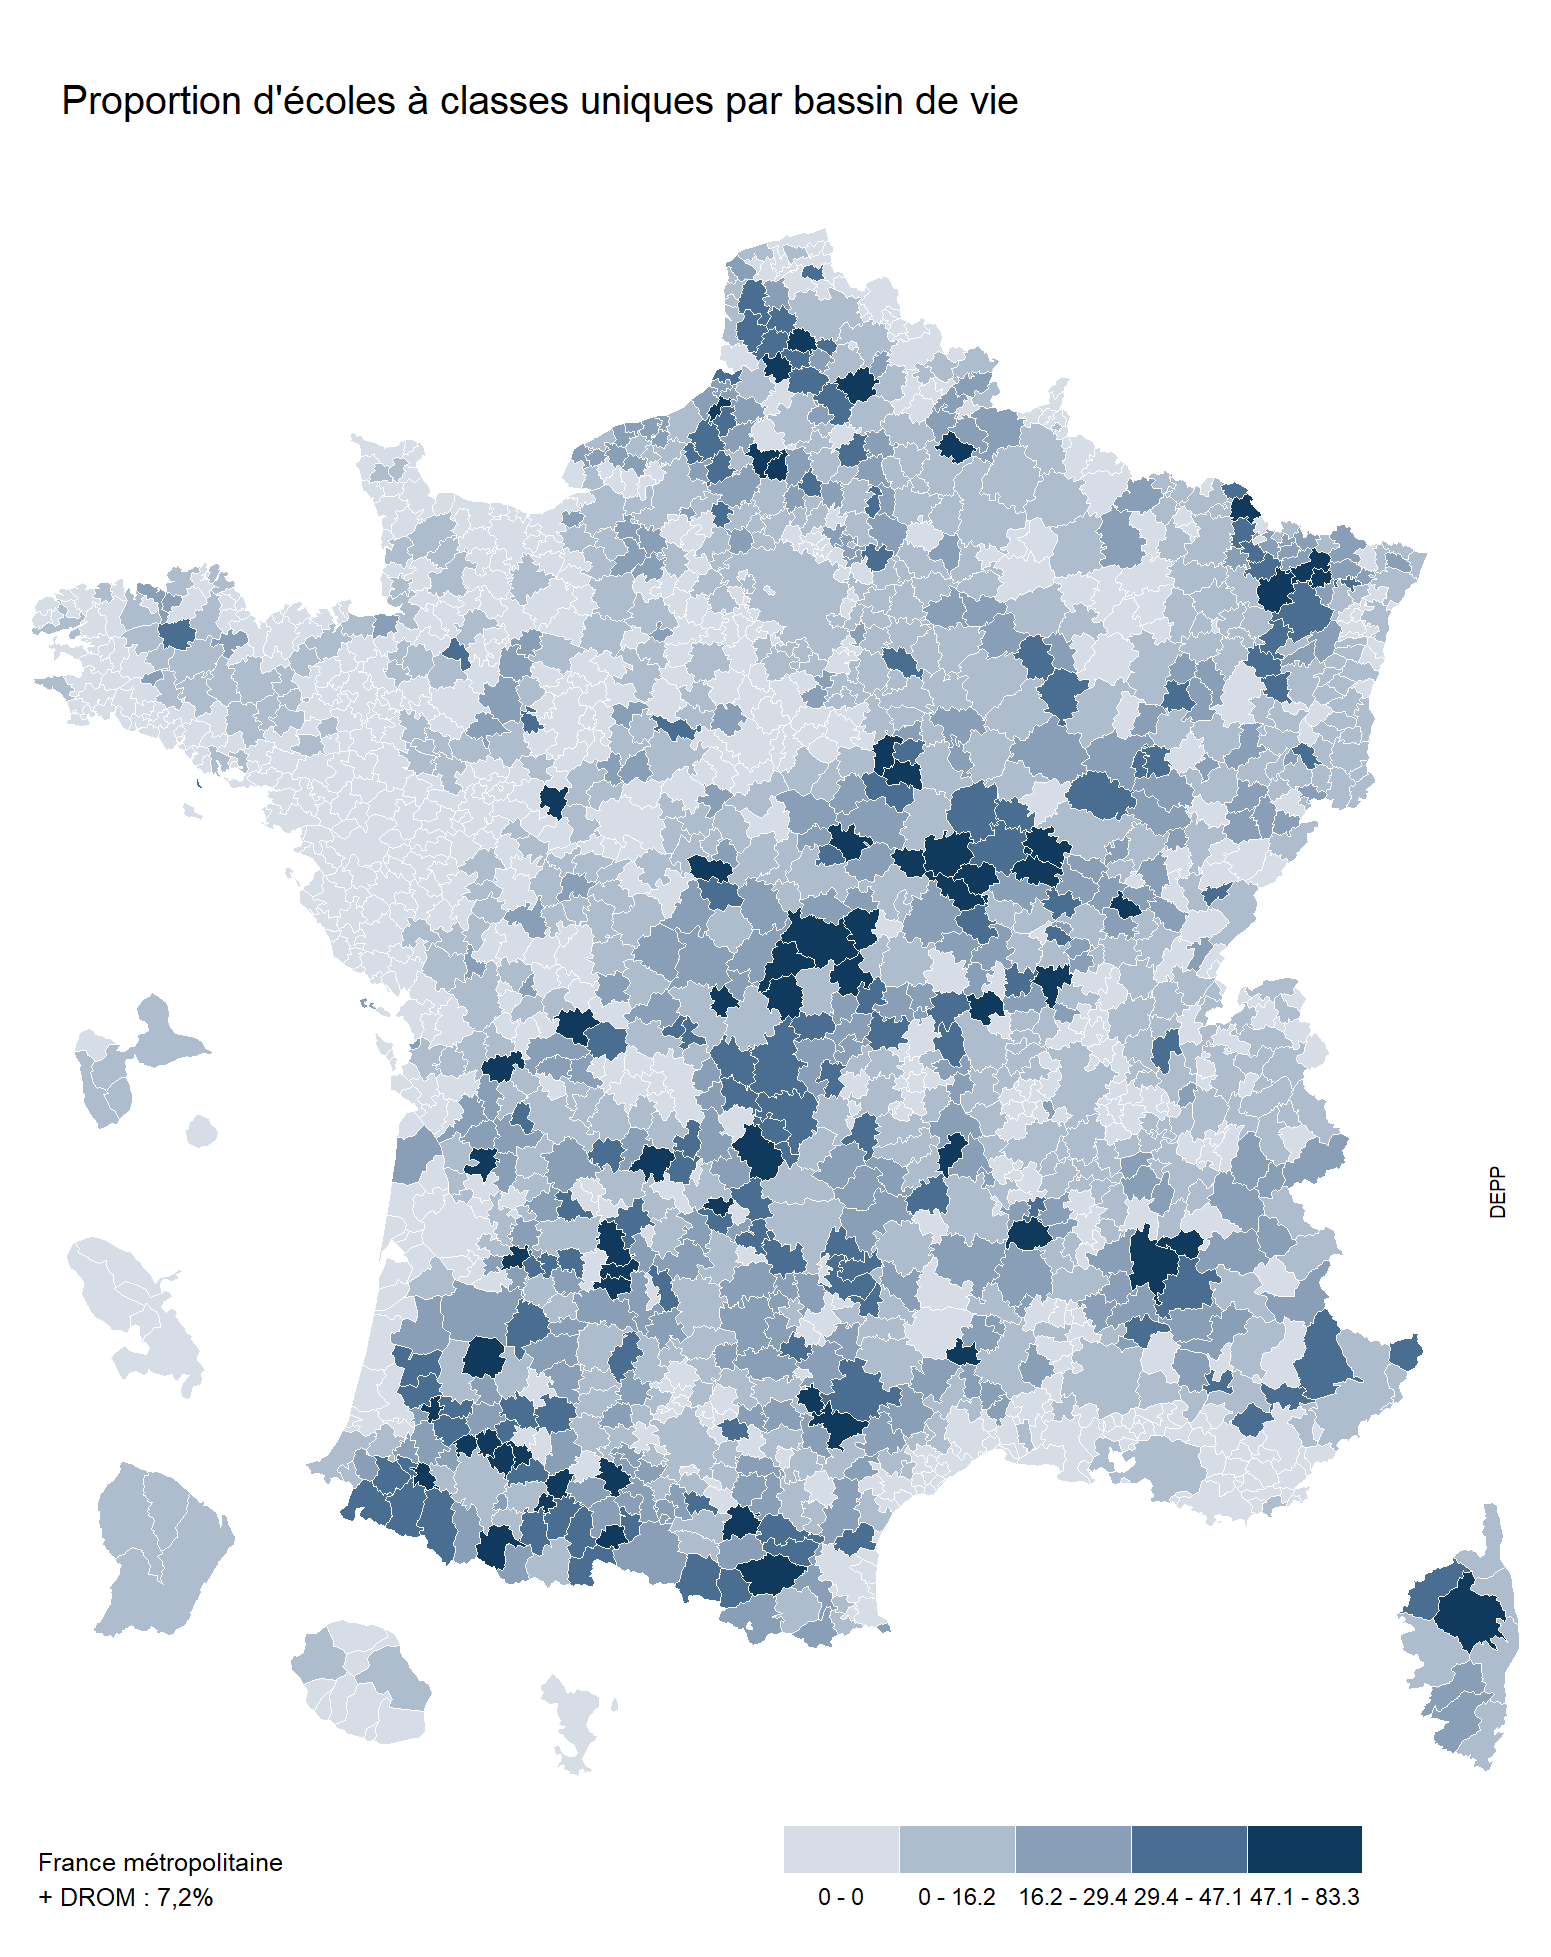 Proportion d'écoles à classes uniques par bassin de vie
DEPP
France métropolitaine
+ DROM : 7,2%
0 - 0
0 - 16.2
16.2 - 29.4
29.4 - 47.1
47.1 - 83.3